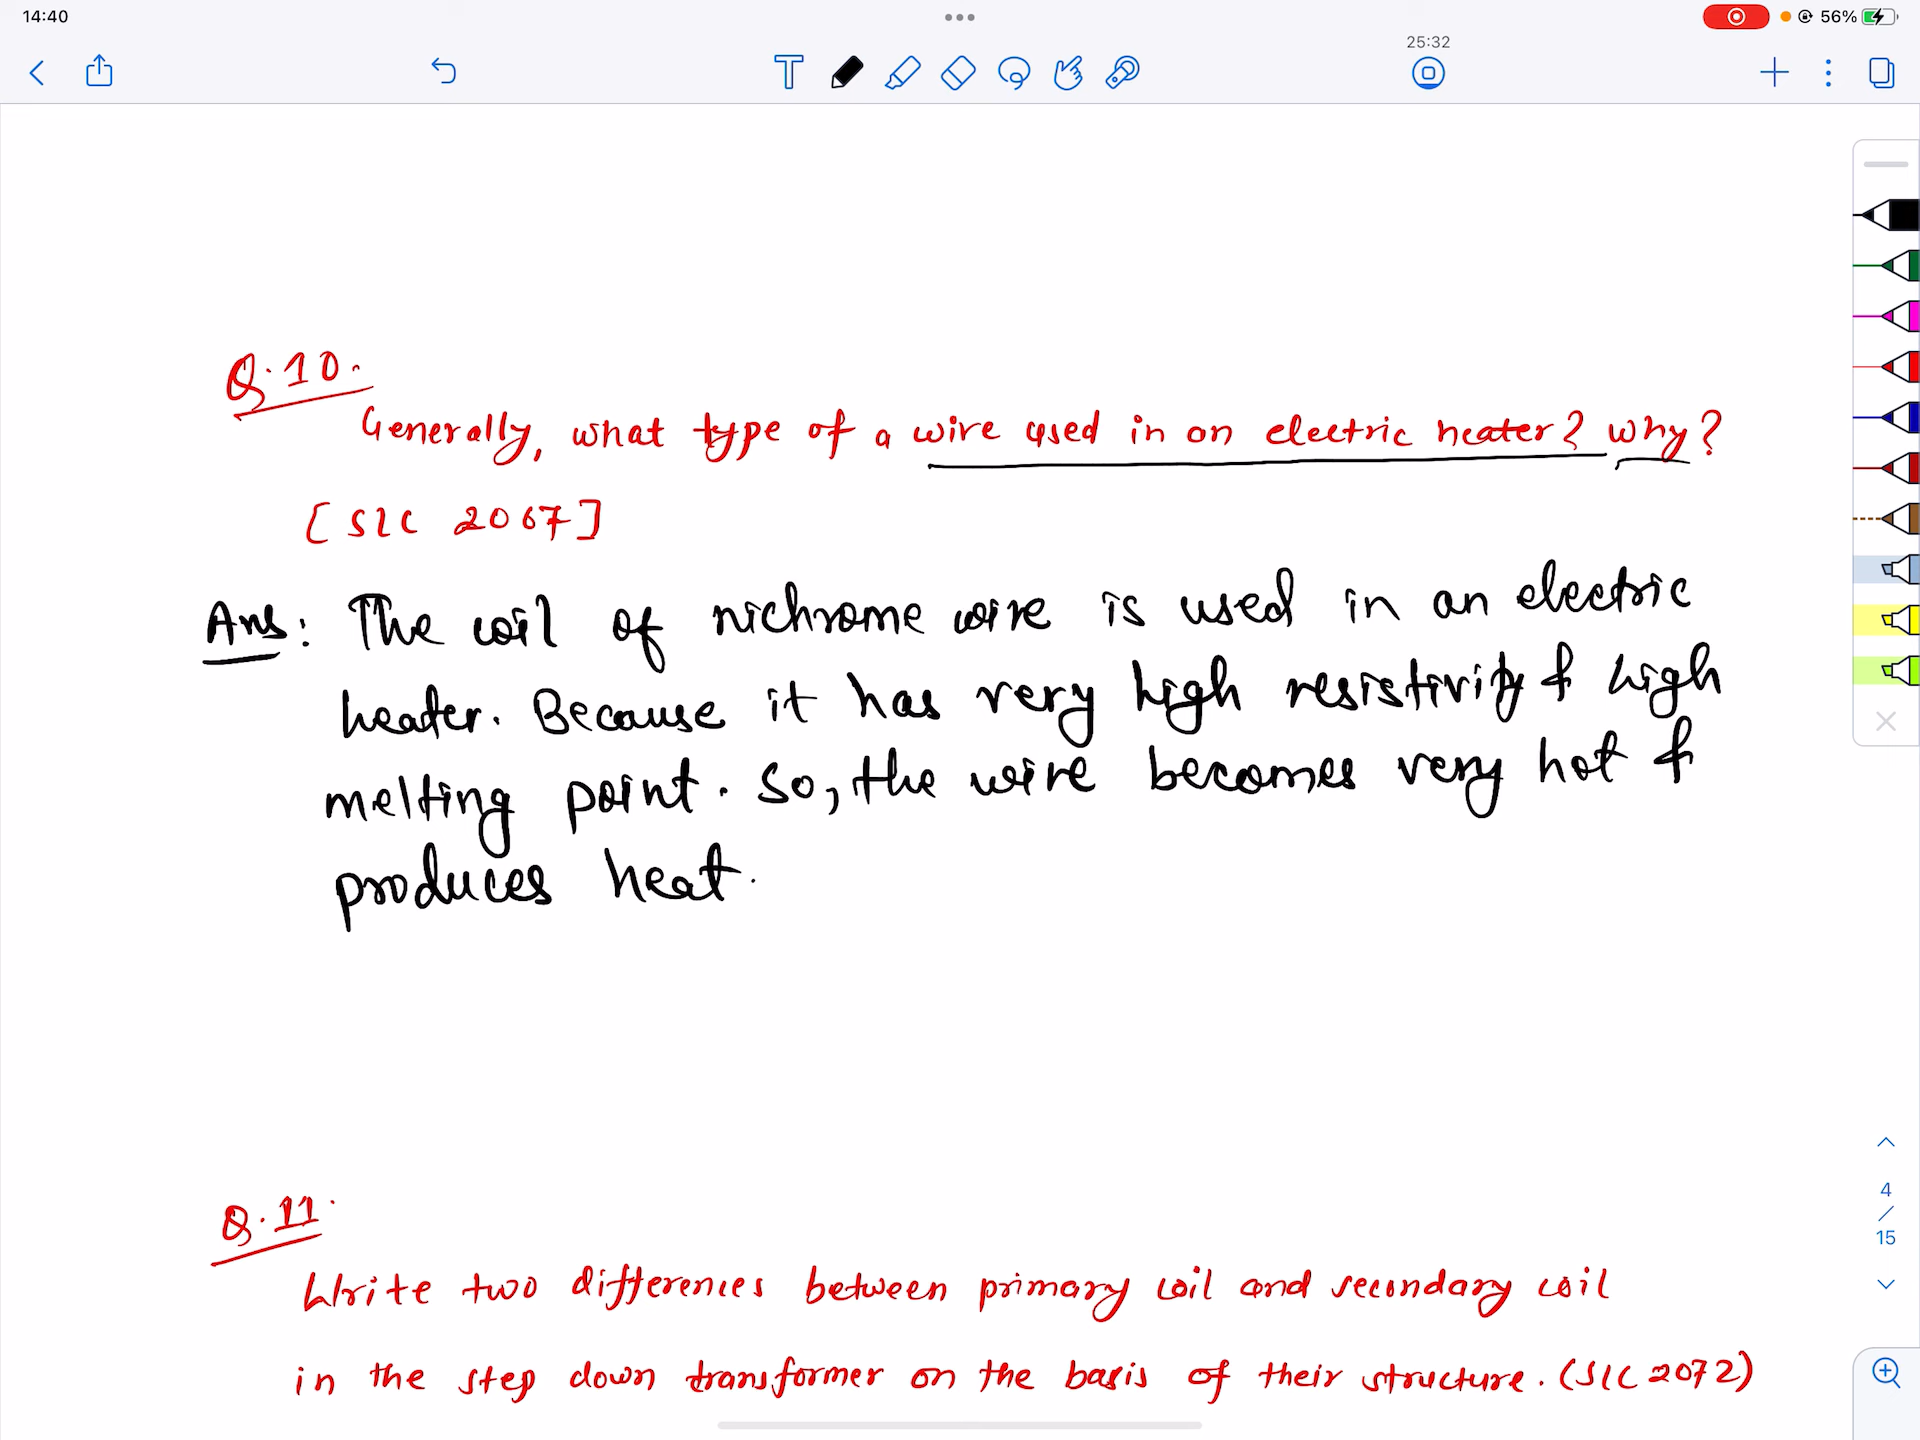 14:40
56%
25:32
Q.10.
Generally, what type of a wire used in an electric heater? why?
[SLC 2067]
Ans: The coil of nichrome wire is used in an electric
heater. Because it has very high resistivity & high
melting point. So, the wire becomes very hot &
produces heat.
Q.11.
Write two differences between primary coil and secondary coil
in the step down transformer on the basis of their structure. (SLC 2072)
4
/
15